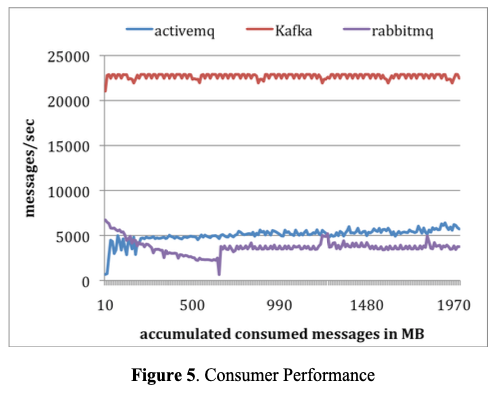 activemq Kafka rabbitmq
25000
20000
15000
10000
5000
0
messages/sec
10 500 990 1480 1970
accumulated consumed messages in MB
Figure 5. Consumer Performance